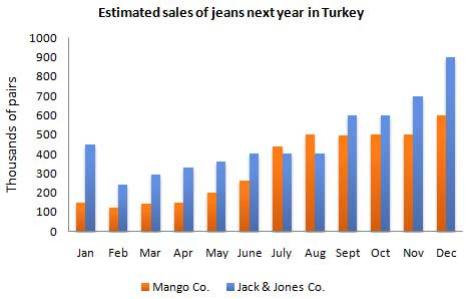 Estimated sales of jeans next year in Turkey
Thousands of pairs
1000
900
800
700
600
500
400
300
200
100
0
Jan Feb Mar Apr May June July Aug Sept Oct Nov Dec
Mango Co. Jack & Jones Co.